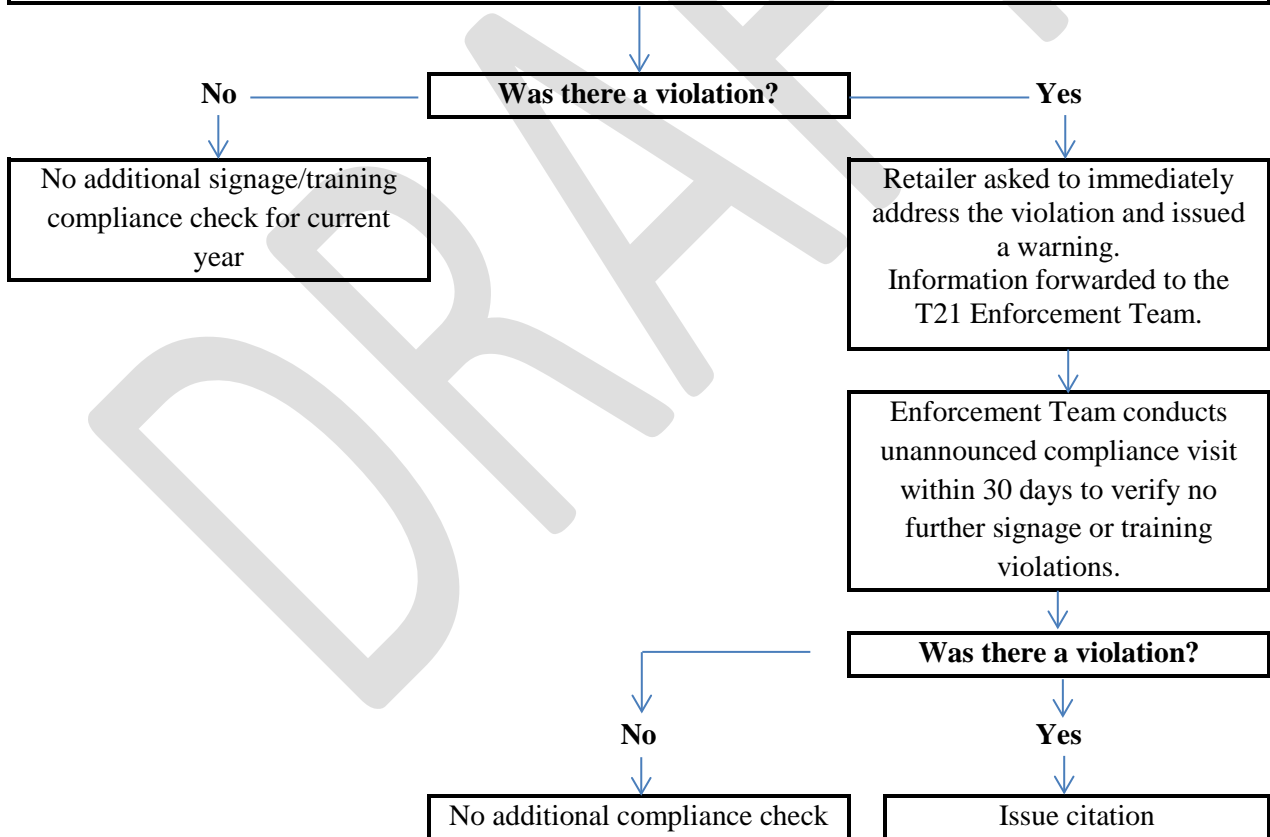 DRAFT
Was there a violation?
No
Yes
No additional signage/training
compliance check for current
year
Retailer asked to immediately
address the violation and issued
a warning.
Information forwarded to the
T21 Enforcement Team.
Enforcement Team conducts
unannounced compliance visit
within 30 days to verify no
further signage or training
violations.
Was there a violation?
No
Yes
No additional compliance check
Issue citation